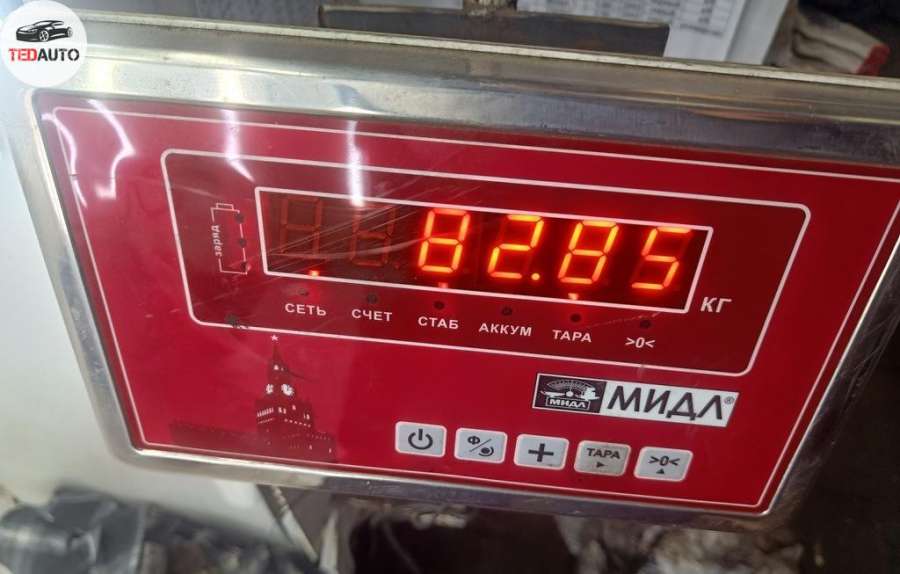 TEDAUTO
заряд
82.85
КГ
СЕТЬ СЧЕТ СТАБ АККУМ ТАРА >0<
МИДЛ МИДЛ®
Ф/ + ТАРА >0<